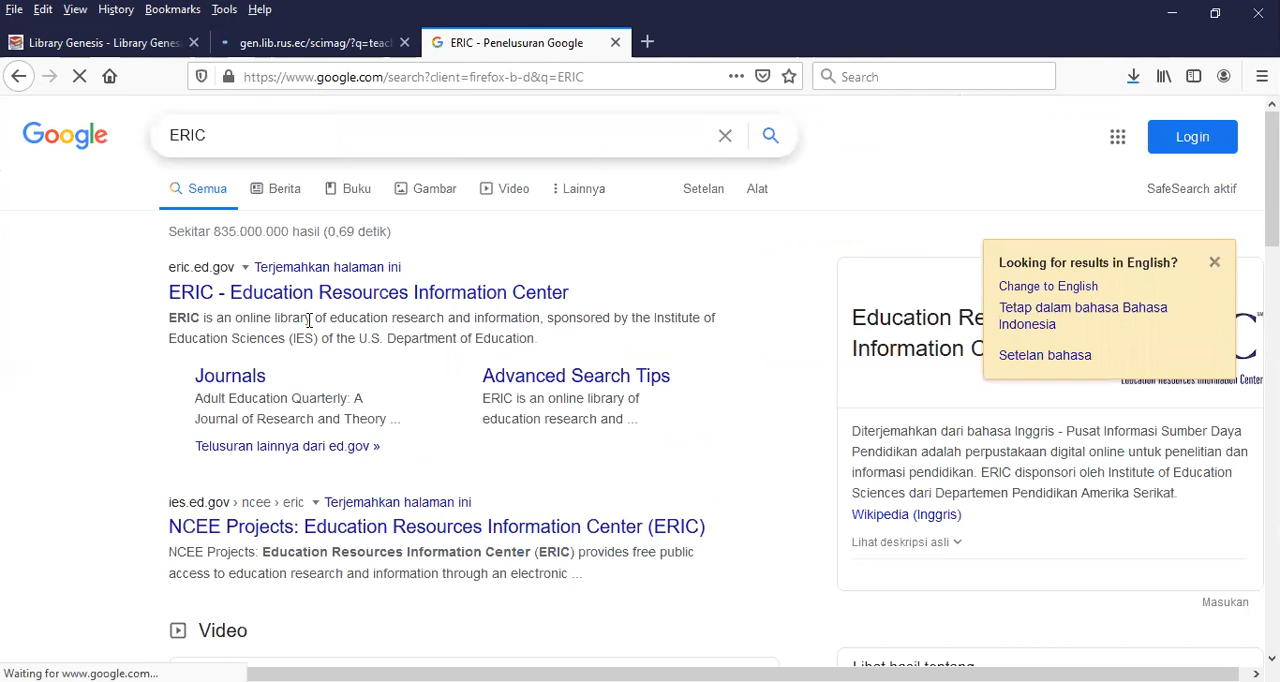 File Edit View History Bookmarks Tools Help
Library Genesis - Library Genes
gen.lib.rus.ec/scimag/?q=teac
ERIC - Penelusuran Google
https://www.google.com/search?client=firefox-b-d&q=ERIC
Search
Google
ERIC
Login
Semua Berita Buku Gambar Video Lainnya Setelan Alat
SafeSearch aktif
Sekitar 835.000.000 hasil (0,69 detik)
eric.ed.gov Terjemahkan halaman ini
ERIC - Education Resources Information Center
ERIC is an online library of education research and information, sponsored by the Institute of
Education Sciences (IES) of the U.S. Department of Education.
Journals
Adult Education Quarterly: A
Journal of Research and Theory ...
Advanced Search Tips
ERIC is an online library of
education research and ...
Telusuran lainnya dari ed.gov »
ies.ed.gov › ncee › eric Terjemahkan halaman ini
NCEE Projects: Education Resources Information Center (ERIC)
NCEE Projects: Education Resources Information Center (ERIC) provides free public
access to education research and information through an electronic ...
Video
Looking for results in English?
Change to English
Tetap dalam bahasa Bahasa
Indonesia
Setelan bahasa
Education Re
Information C
Education Resources Information Center
Diterjemahkan dari bahasa Inggris - Pusat Informasi Sumber Daya
Pendidikan adalah perpustakaan digital online untuk penelitian dan
informasi pendidikan. ERIC disponsori oleh Institute of Education
Sciences dari Departemen Pendidikan Amerika Serikat.
Wikipedia (Inggris)
Lihat deskripsi asli
Masukan
Lihat hasil tentang
Waiting for www.google.com...